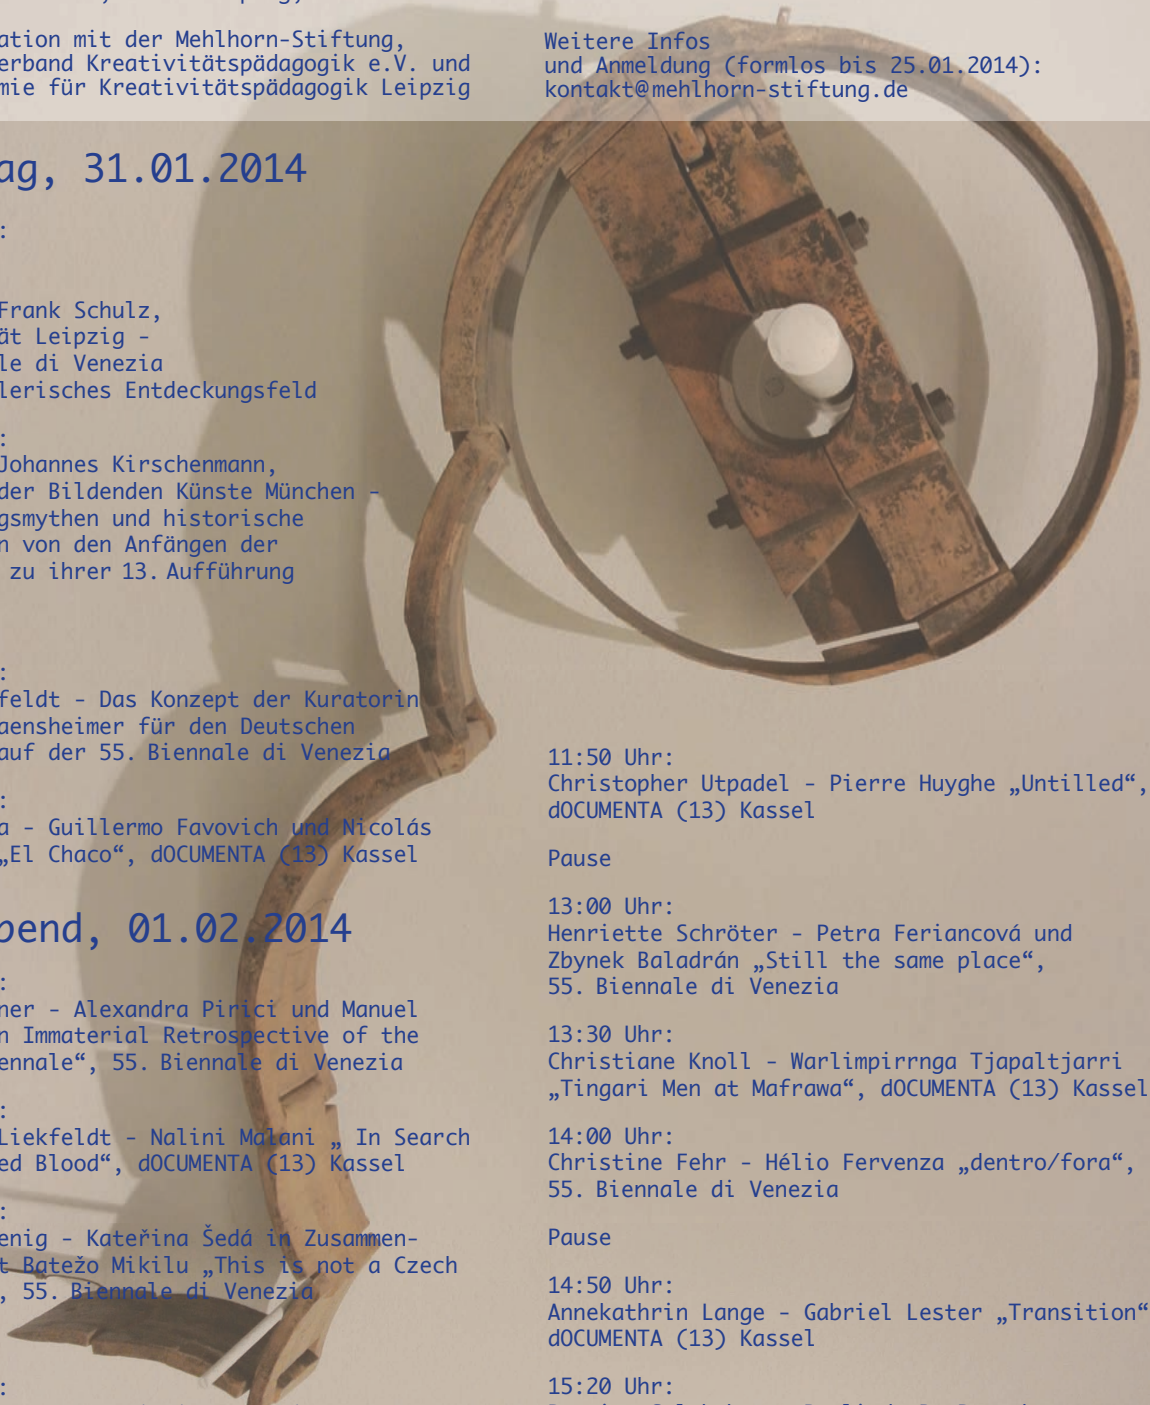 ation mit der Mehlhorn-Stiftung,
erband Kreativitätspädagogik e.V. und
mie für Kreativitätspädagogik Leipzig
ag, 31.01.2014
:
Frank Schulz,
ät Leipzig -
le di Venezia
lerisches Entdeckungsfeld
:
Johannes Kirschenmann,
der Bildenden Künste München -
gsmythen und historische
n von den Anfängen der
zu ihrer 13. Aufführung
:
feldt - Das Konzept der Kuratorin
aensheimer für den Deutschen
auf der 55. Biennale di Venezia
:
a - Guillermo Favovich und Nicolás
„El Chaco“, dOCUMENTA (13) Kassel
bend, 01.02.2014
:
ner - Alexandra Pirici und Manuel
n Immaterial Retrospective of the
ennale“, 55. Biennale di Venezia
:
Liekfeldt - Nalini Malani „ In Search
ed Blood“, dOCUMENTA (13) Kassel
:
enig - Kateřina Šedá in Zusammen-
t Batežo Mikilu „This is not a Czech
, 55. Biennale di Venezia
:
Weitere Infos
und Anmeldung (formlos bis 25.01.2014):
kontakt@mehlhorn-stiftung.de
11:50 Uhr:
Christopher Utpadel - Pierre Huyghe „Untilled“,
dOCUMENTA (13) Kassel
Pause
13:00 Uhr:
Henriette Schröter - Petra Feriancová und
Zbynek Baladrán „Still the same place“,
55. Biennale di Venezia
13:30 Uhr:
Christiane Knoll - Warlimpirrnga Tjapaltjarri
„Tingari Men at Mafrawa“, dOCUMENTA (13) Kassel
14:00 Uhr:
Christine Fehr - Hélio Fervenza „dentro/fora“,
55. Biennale di Venezia
Pause
14:50 Uhr:
Annekathrin Lange - Gabriel Lester „Transition“
dOCUMENTA (13) Kassel
15:20 Uhr: